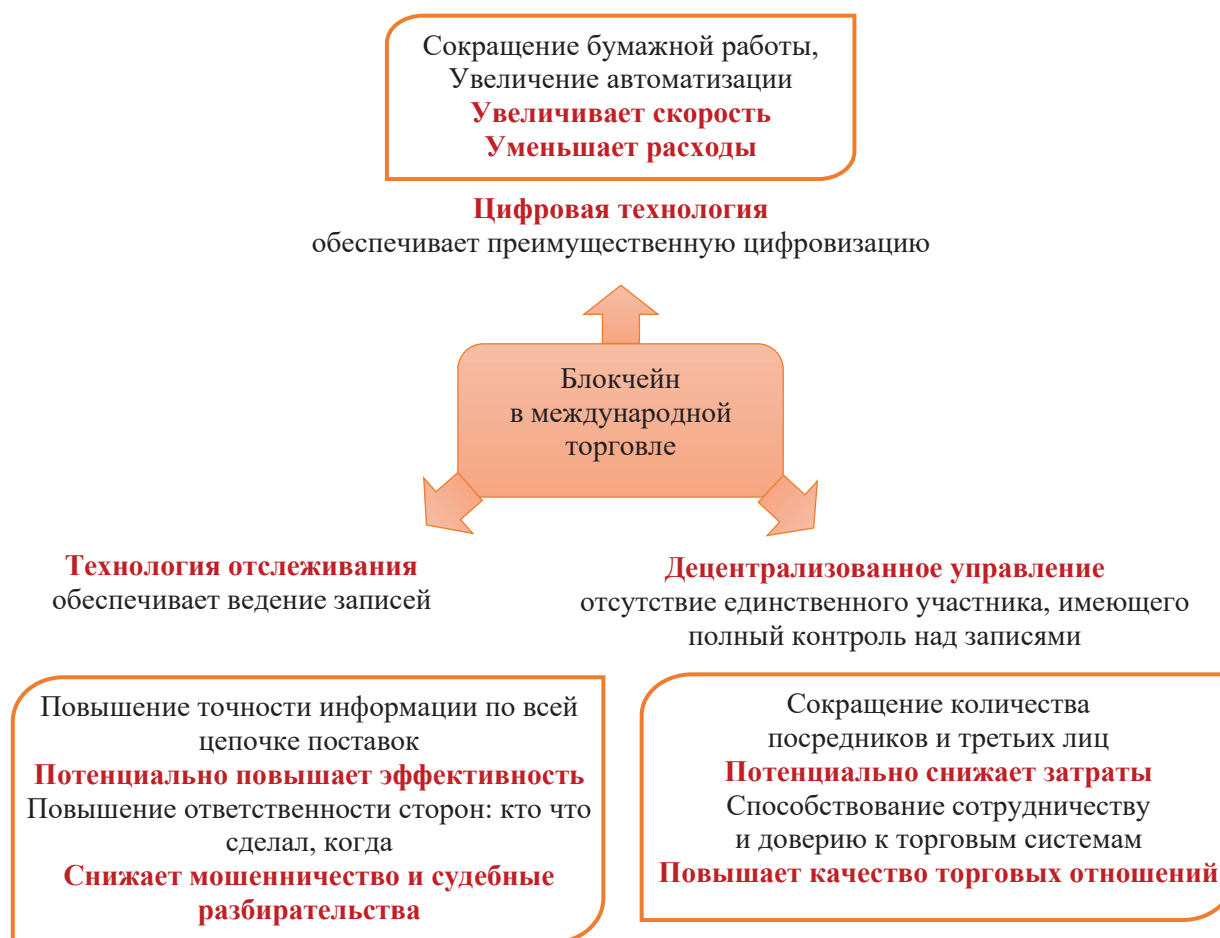 Сокращение бумажной работы,
Увеличение автоматизации
Увеличивает скорость
Уменьшает расходы
Цифровая технология
обеспечивает преимущественную цифровизацию
Блокчейн
в международной
торговле
Технология отслеживания
обеспечивает ведение записей
Децентрализованное управление
отсутствие единственного участника, имеющего
полный контроль над записями
Повышение точности информации по всей
цепочке поставок
Потенциально повышает эффективность
Повышение ответственности сторон: кто что
сделал, когда
Снижает мошенничество и судебные
разбирательства
Сокращение количества
посредников и третьих лиц
Потенциально снижает затраты
Способствование сотрудничеству
и доверию к торговым системам
Повышает качество торговых отношений